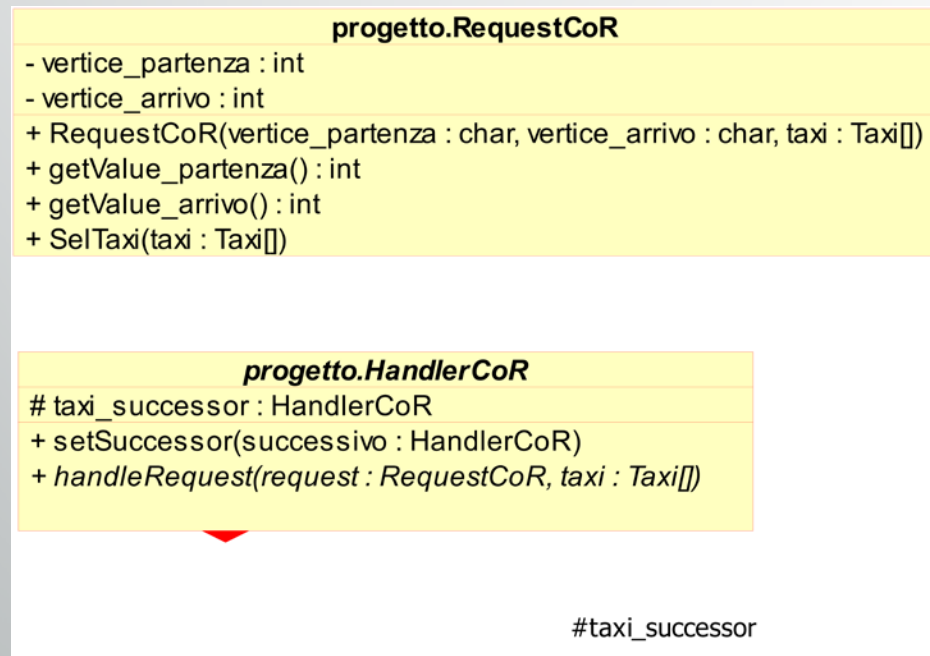 progetto.RequestCoR
- vertice_partenza : int
- vertice_arrivo : int
+ RequestCoR(vertice_partenza : char, vertice_arrivo : char, taxi : Taxi[])
+ getValue_partenza() : int
+ getValue_arrivo() : int
+ SelTaxi(taxi : Taxi[])
progetto.HandlerCoR
# taxi_successor : HandlerCoR
+ setSuccessor(successivo : HandlerCoR)
+ handleRequest(request : RequestCoR, taxi : Taxi[])
#taxi_successor